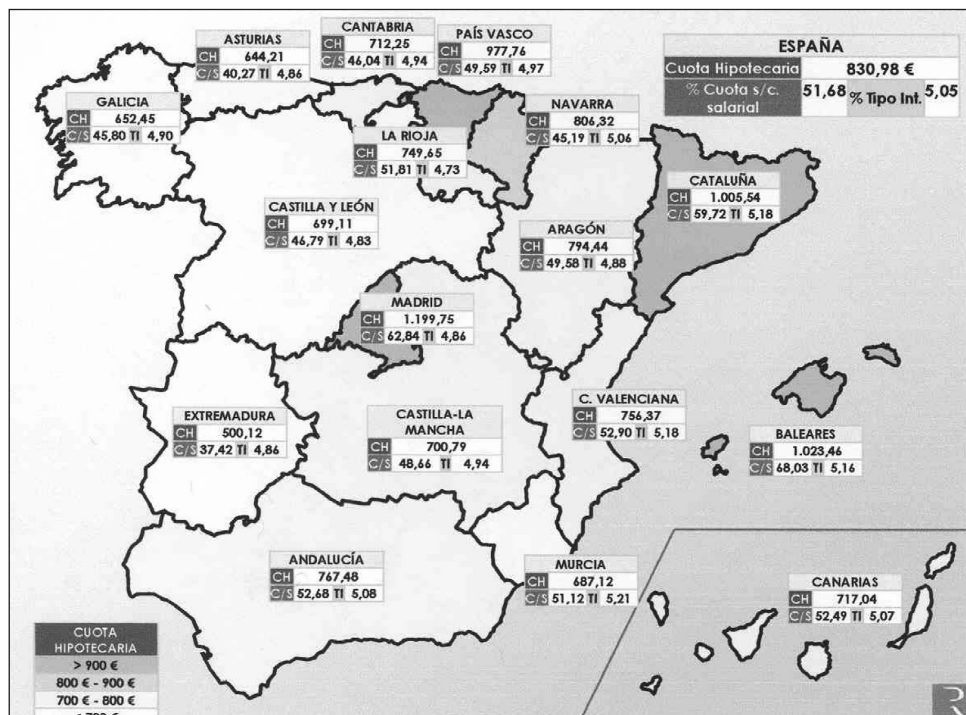 ASTURIAS
CH 644,21
C/S 40,27 TI 4,86
CANTABRIA
CH 712,25
C/S 46,04 TI 4,94
PAÍS VASCO
CH 977,76
C/S 49,59 TI 4,97
ESPAÑA
Cuota Hipotecaria 830,98 €
% Cuota s/c. salarial 51,68 % Tipo Int. 5,05
GALICIA
CH 652,45
C/S 45,80 TI 4,90
NAVARRA
CH 806,32
C/S 45,19 TI 5,06
LA RIOJA
CH 749,65
C/S 51,81 TI 4,73
CATALUÑA
CH 1.005,54
C/S 59,72 TI 5,18
CASTILLA Y LEÓN
CH 699,11
C/S 46,79 TI 4,83
ARAGÓN
CH 794,44
C/S 49,58 TI 4,88
MADRID
CH 1.199,75
C/S 62,84 TI 4,86
EXTREMADURA
CH 500,12
C/S 37,42 TI 4,86
CASTILLA-LA
MANCHA
CH 700,79
C/S 48,66 TI 4,94
C. VALENCIANA
CH 756,37
C/S 52,90 TI 5,18
BALEARES
CH 1.023,46
C/S 68,03 TI 5,16
ANDALUCÍA
CH 767,48
C/S 52,68 TI 5,08
MURCIA
CH 687,12
C/S 51,12 TI 5,21
CANARIAS
CH 717,04
C/S 52,49 TI 5,07
CUOTA
HIPOTECARIA
> 900 €
800 € - 900 €
700 € - 800 €
R